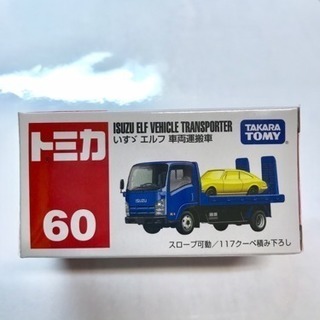 ISUZU ELF VEHICLE TRANSPORTER
いすゞ エルフ 車両運搬車
TAKARA
TOMY
トミカ
60
スロープ可動／117クーペ積み下ろし